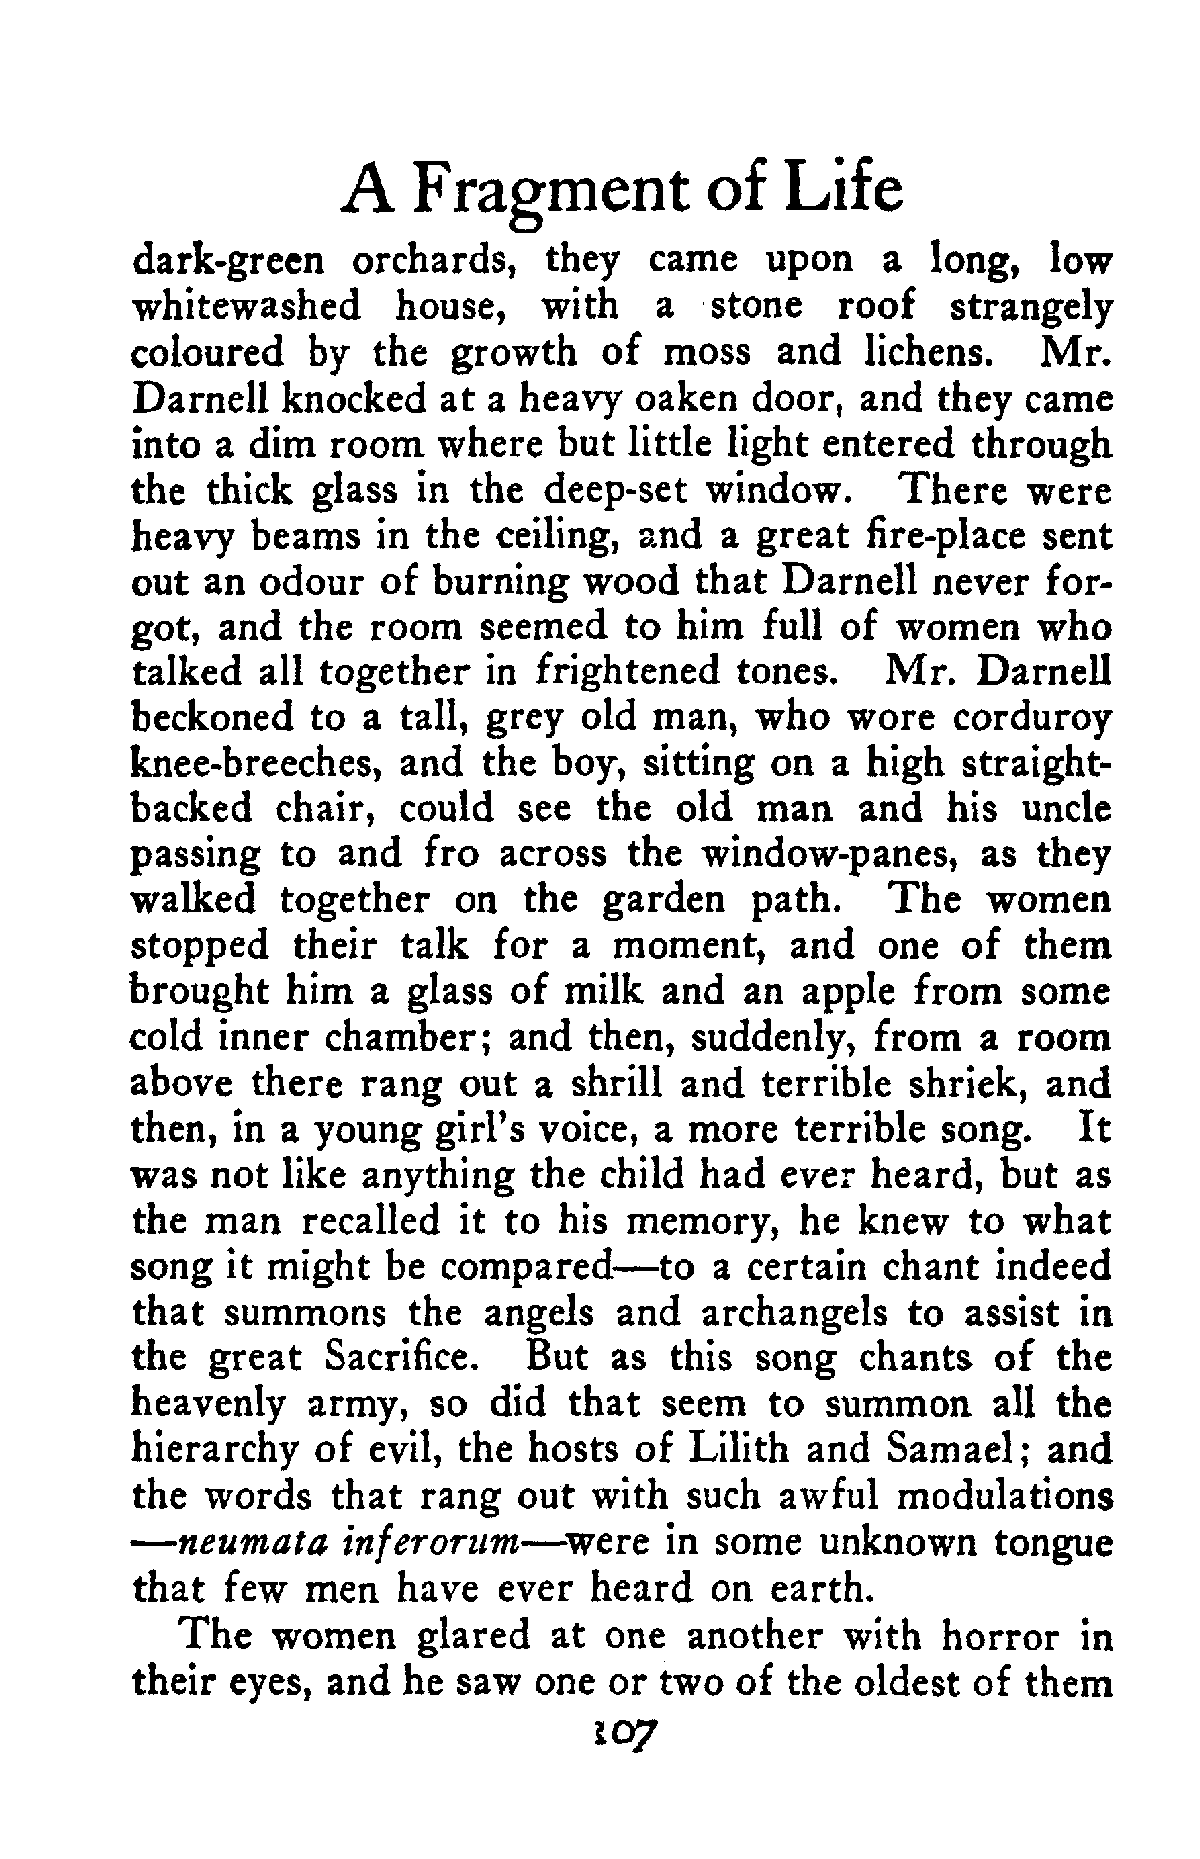 A Fragment of Life
dark-green orchards, they came upon a long, low
whitewashed house, with a stone roof strangely
coloured by the growth of moss and lichens. Mr.
Darnell knocked at a heavy oaken door, and they came
into a dim room where but little light entered through
the thick glass in the deep-set window. There were
heavy beams in the ceiling, and a great fire-place sent
out an odour of burning wood that Darnell never for-
got, and the room seemed to him full of women who
talked all together in frightened tones. Mr. Darnell
beckoned to a tall, grey old man, who wore corduroy
knee-breeches, and the boy, sitting on a high straight-
backed chair, could see the old man and his uncle
passing to and fro across the window-panes, as they
walked together on the garden path. The women
stopped their talk for a moment, and one of them
brought him a glass of milk and an apple from some
cold inner chamber; and then, suddenly, from a room
above there rang out a shrill and terrible shriek, and
then, in a young girl's voice, a more terrible song. It
was not like anything the child had ever heard, but as
the man recalled it to his memory, he knew to what
song it might be compared—to a certain chant indeed
that summons the angels and archangels to assist in
the great Sacrifice. But as this song chants of the
heavenly army, so did that seem to summon all the
hierarchy of evil, the hosts of Lilith and Samael; and
the words that rang out with such awful modulations
—neumata inferorum—were in some unknown tongue
that few men have ever heard on earth.
The women glared at one another with horror in
their eyes, and he saw one or two of the oldest of them
107